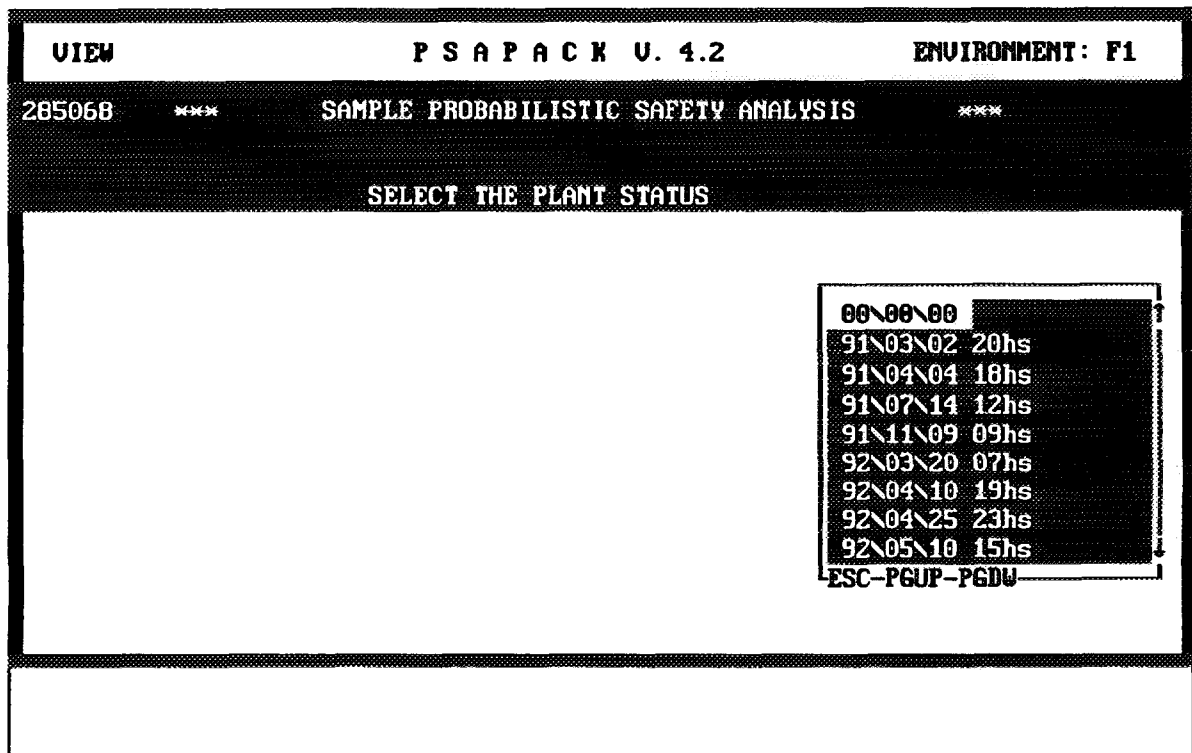 VIEW P S A P A C K V. 4.2 ENVIRONMENT: F1
285068 *** SAMPLE PROBABILISTIC SAFETY ANALYSIS ***
SELECT THE PLANT STATUS
00\00\00
91\03\02 20hs
91\04\04 18hs
91\07\14 12hs
91\11\09 09hs
92\03\20 07hs
92\04\10 19hs
92\04\25 23hs
92\05\10 15hs
ESC-PGUP-PGDW